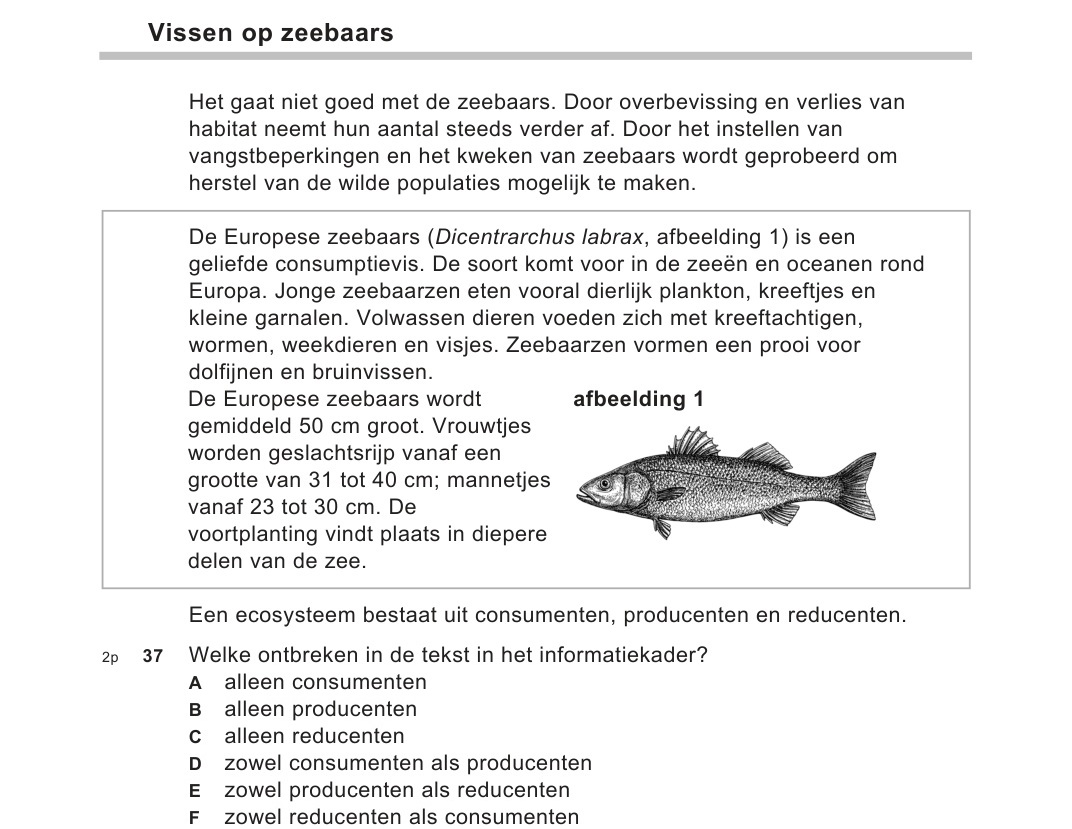 Vissen op zeebaars
Het gaat niet goed met de zeebaars. Door overbevissing en verlies van
habitat neemt hun aantal steeds verder af. Door het instellen van
vangstbeperkingen en het kweken van zeebaars wordt geprobeerd om
herstel van de wilde populaties mogelijk te maken.
De Europese zeebaars (Dicentrarchus labrax, afbeelding 1) is een
geliefde consumptievis. De soort komt voor in de zeeën en oceanen rond
Europa. Jonge zeebaarzen eten vooral dierlijk plankton, kreeftjes en
kleine garnalen. Volwassen dieren voeden zich met kreeftachtigen,
wormen, weekdieren en visjes. Zeebaarzen vormen een prooi voor
dolfijnen en bruinvissen.
De Europese zeebaars wordt
gemiddeld 50 cm groot. Vrouwtjes
worden geslachtsrijp vanaf een
grootte van 31 tot 40 cm; mannetjes
vanaf 23 tot 30 cm. De
voortplanting vindt plaats in diepere
delen van de zee.
afbeelding 1
Een ecosysteem bestaat uit consumenten, producenten en reducenten.
2p 37 Welke ontbreken in de tekst in het informatiekader?
A alleen consumenten
B alleen producenten
C alleen reducenten
D zowel consumenten als producenten
E zowel producenten als reducenten
F zowel reducenten als consumenten